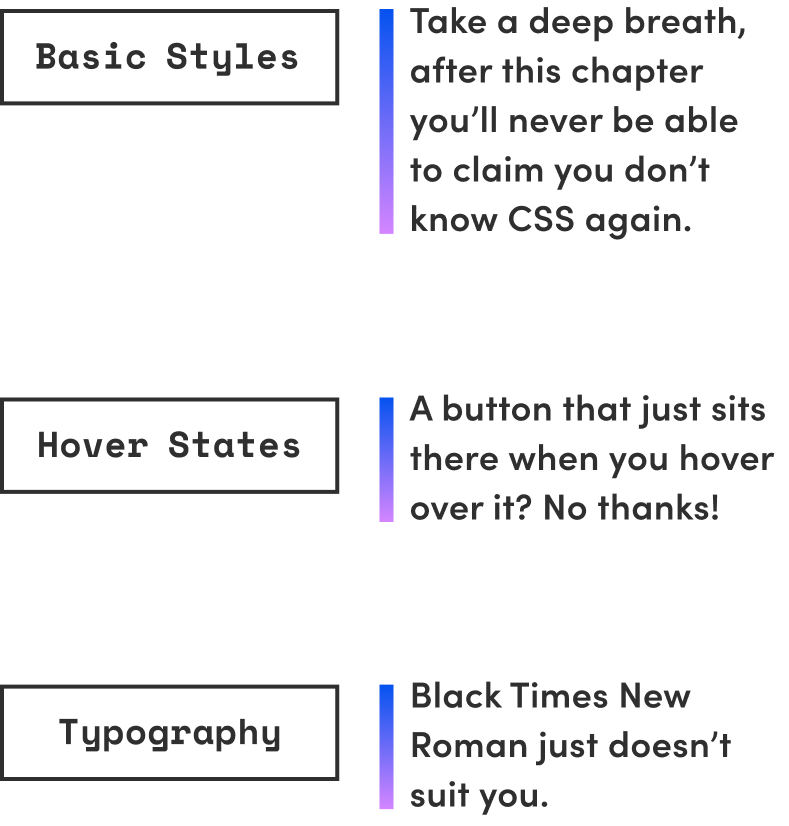 Basic Styles
Take a deep breath,
after this chapter
you’ll never be able
to claim you don’t
know CSS again.
Hover States
A button that just sits
there when you hover
over it? No thanks!
Typography
Black Times New
Roman just doesn’t
suit you.